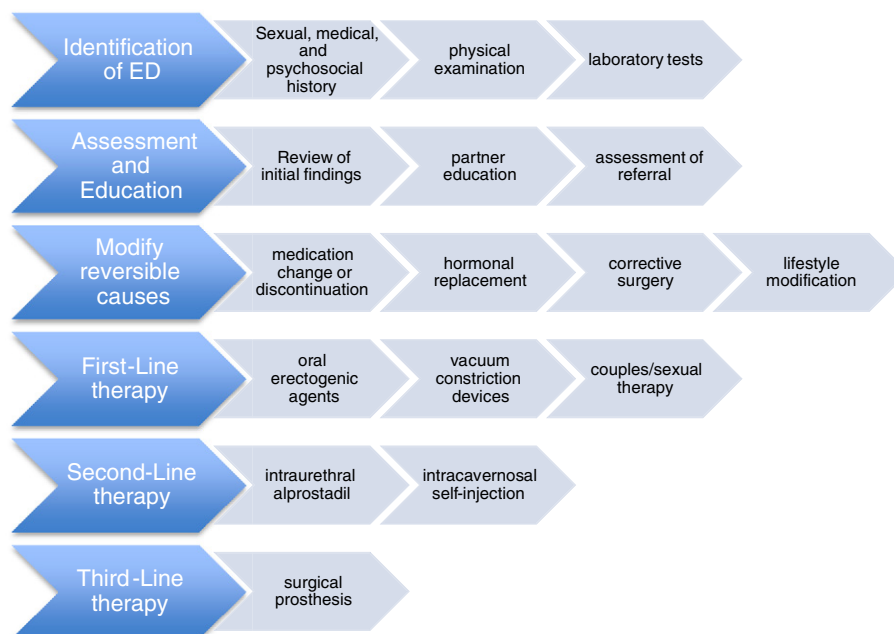 Identification
of ED
Sexual, medical,
and
psychosocial
history
physical
examination
laboratory tests
Assessment
and
Education
Review of
initial findings
partner
education
assessment of
referral
Modify
reversible
causes
medication
change or
discontinuation
hormonal
replacement
corrective
surgery
lifestyle
modification
First-Line
therapy
oral
erectogenic
agents
vacuum
constriction
devices
couples/sexual
therapy
Second-Line
therapy
intraurethral
alprostadil
intracavernosal
self-injection
Third-Line
therapy
surgical
prosthesis